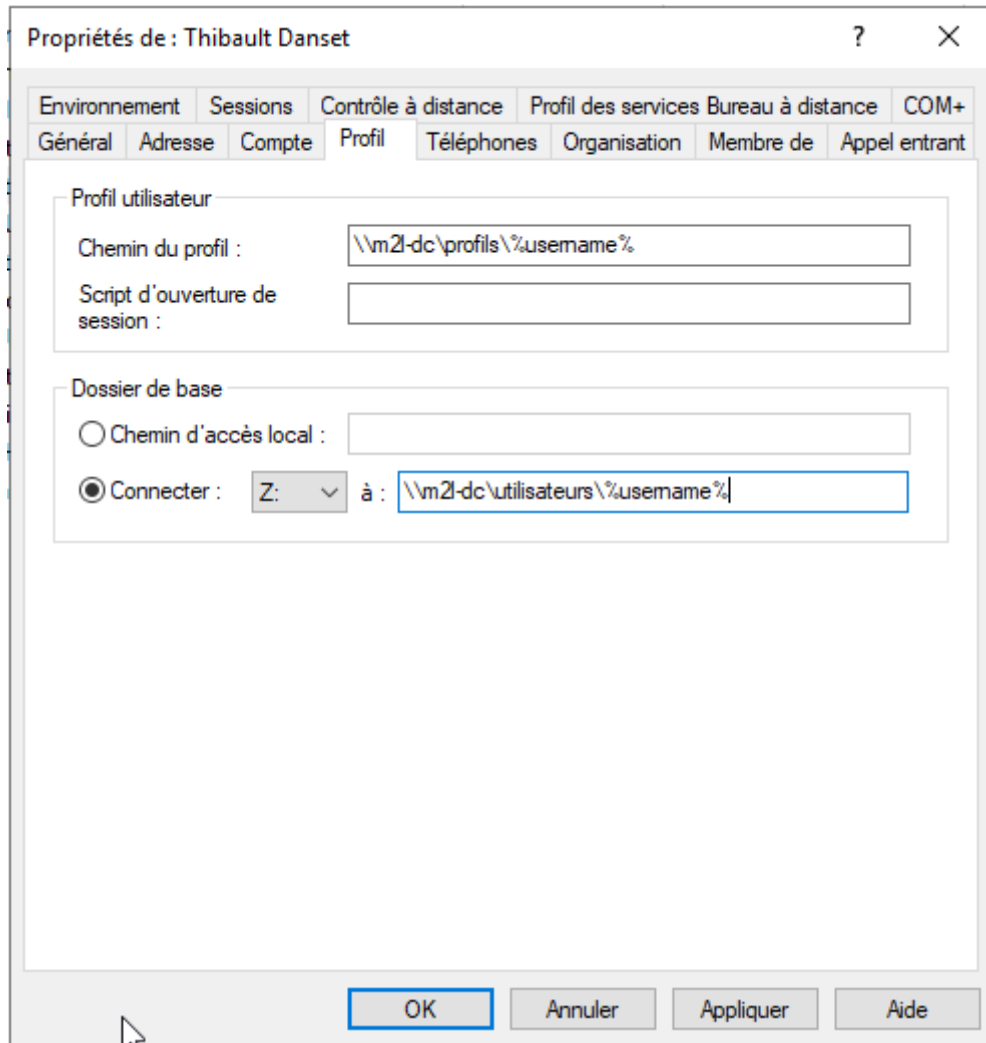 Propriétés de : Thibault Danset
?
Environnement Sessions Contrôle à distance Profil des services Bureau à distance COM+
Général Adresse Compte Profil Téléphones Organisation Membre de Appel entrant
Profil utilisateur
Chemin du profil : \\m2l-dc\profils\%username%
Script d'ouverture de
session :
Dossier de base
Chemin d'accès local :
Connecter : Z: à : \\m2l-dc\utilisateurs\%username%
OK Annuler Appliquer Aide